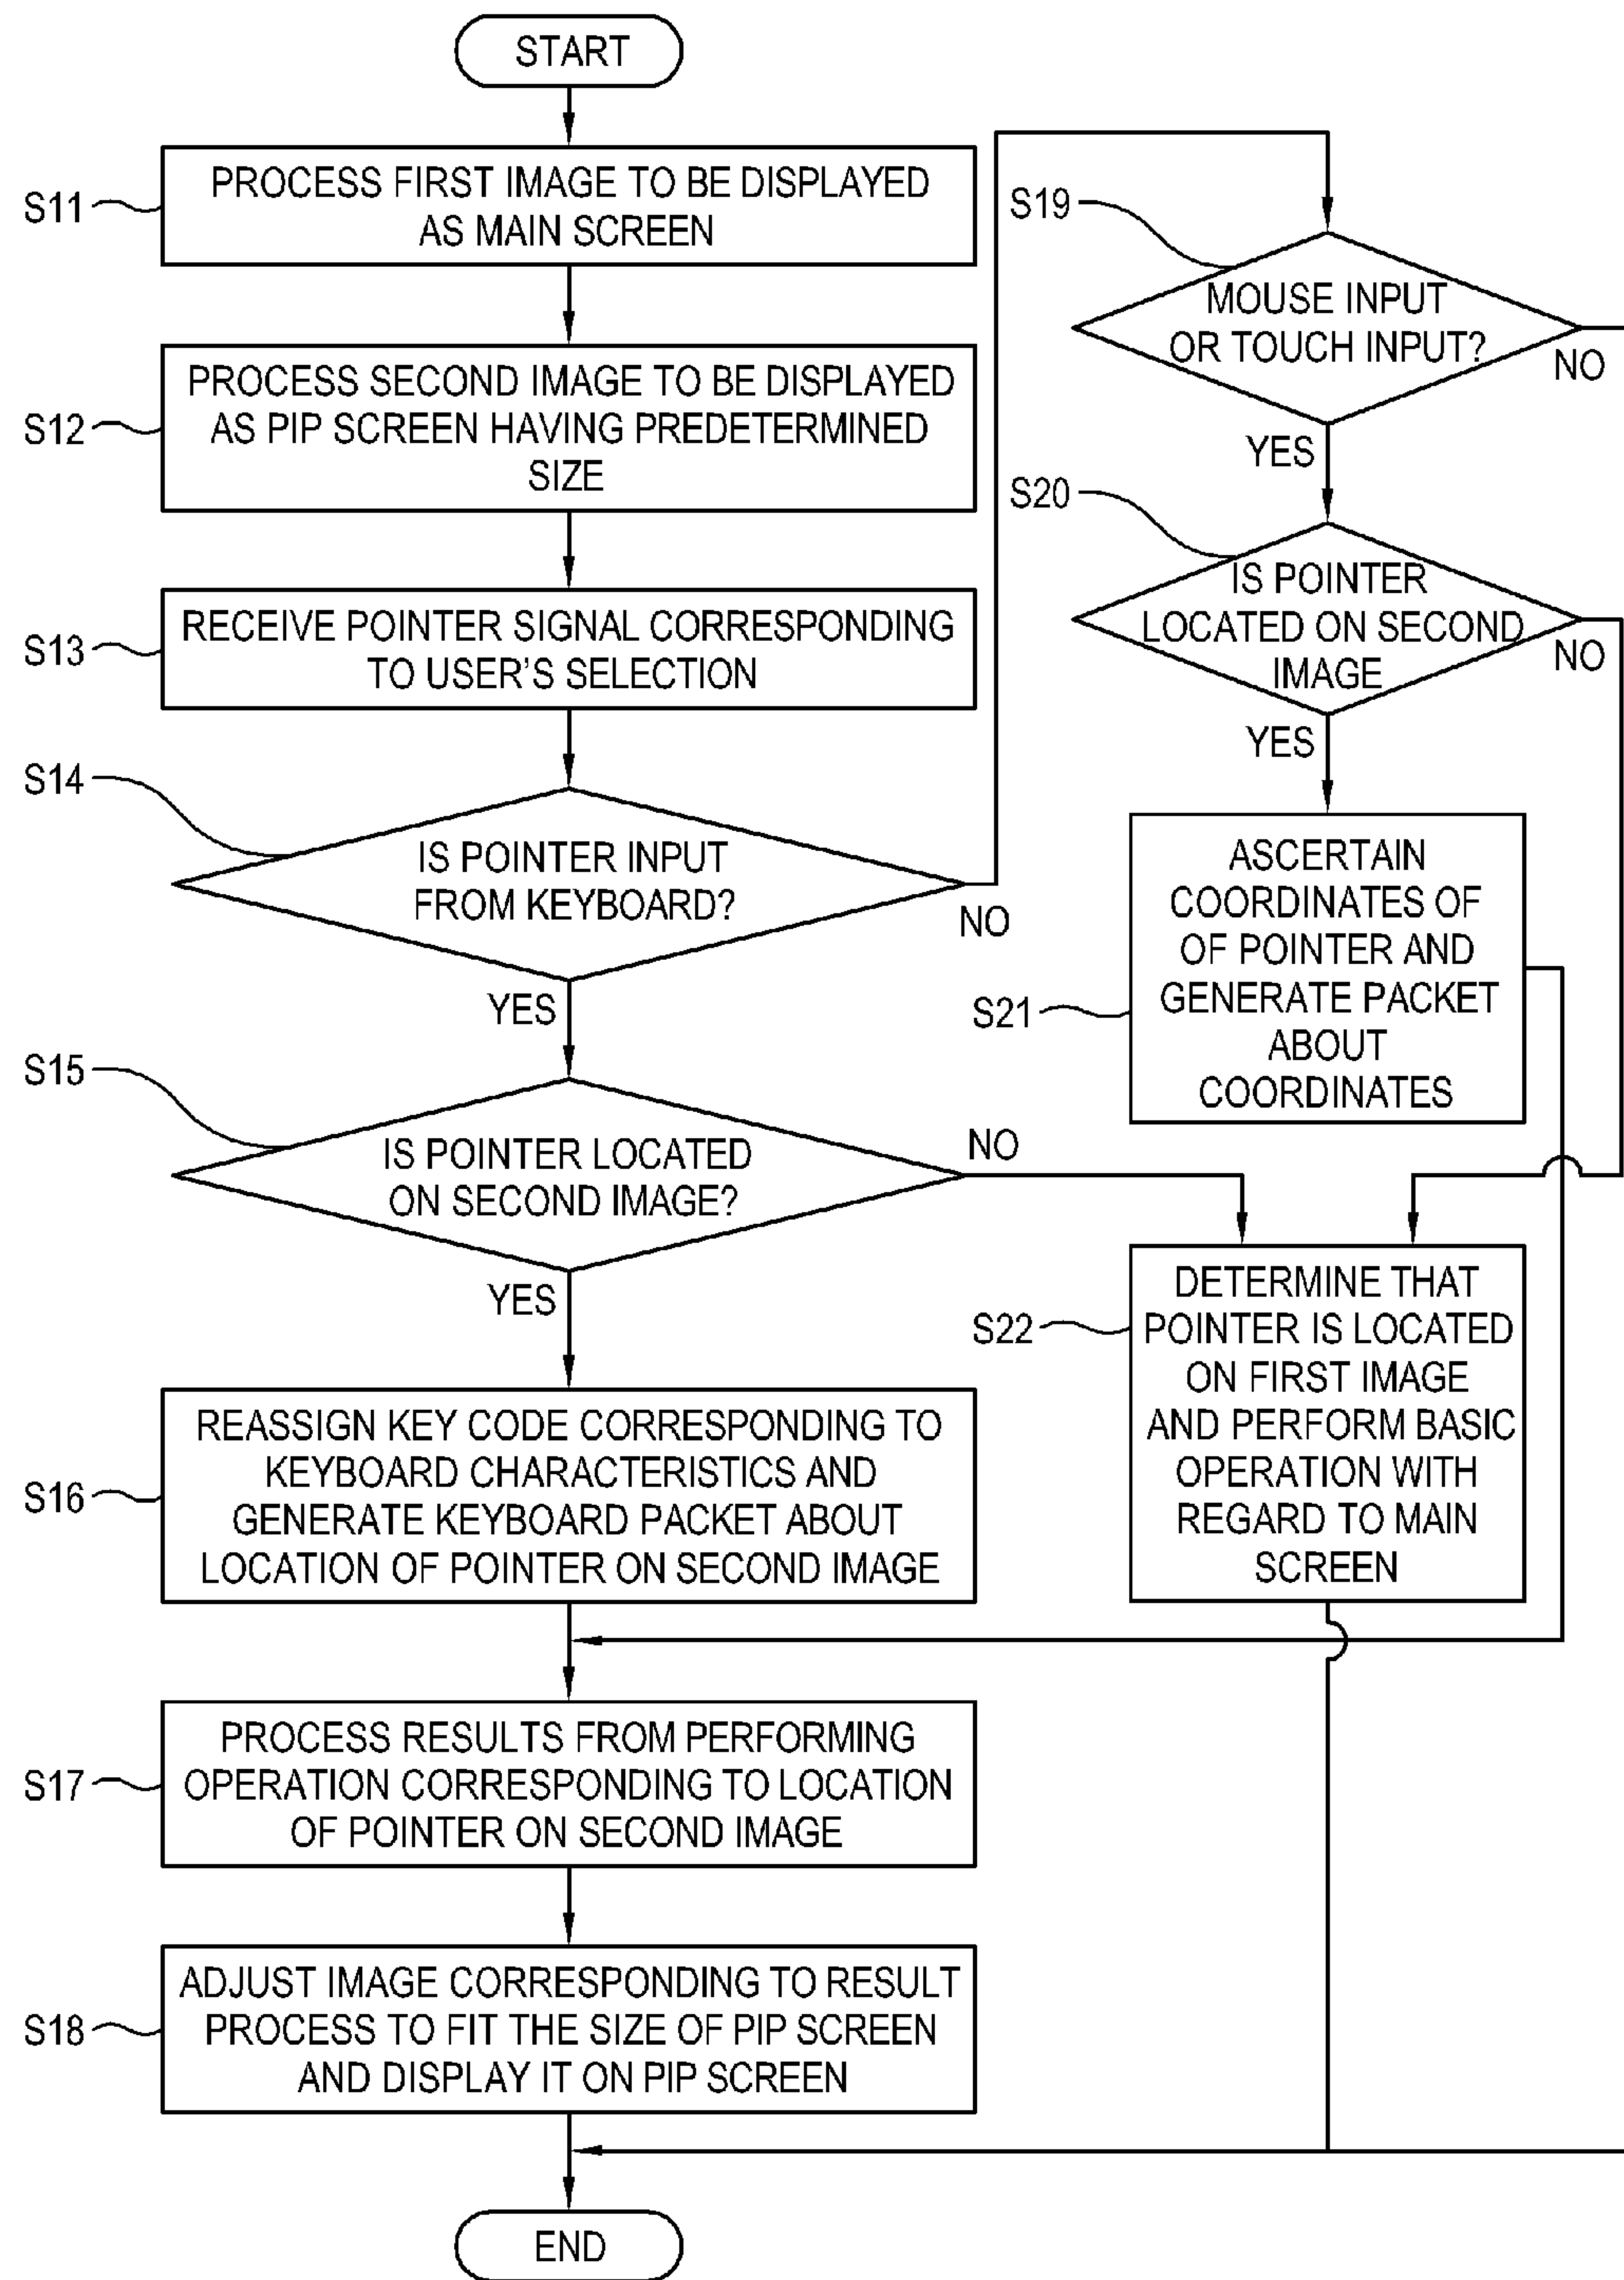 START
S11
PROCESS FIRST IMAGE TO BE DISPLAYED
AS MAIN SCREEN
S12
PROCESS SECOND IMAGE TO BE DISPLAYED
AS PIP SCREEN HAVING PREDETERMINED
SIZE
S13
RECEIVE POINTER SIGNAL CORRESPONDING
TO USER'S SELECTION
S14
IS POINTER INPUT
FROM KEYBOARD?
NO
YES
S15
IS POINTER LOCATED
ON SECOND IMAGE?
NO
YES
S16
REASSIGN KEY CODE CORRESPONDING TO
KEYBOARD CHARACTERISTICS AND
GENERATE KEYBOARD PACKET ABOUT
LOCATION OF POINTER ON SECOND IMAGE
S17
PROCESS RESULTS FROM PERFORMING
OPERATION CORRESPONDING TO LOCATION
OF POINTER ON SECOND IMAGE
S18
ADJUST IMAGE CORRESPONDING TO RESULT
PROCESS TO FIT THE SIZE OF PIP SCREEN
AND DISPLAY IT ON PIP SCREEN
END
S19
MOUSE INPUT
OR TOUCH INPUT?
NO
YES
S20
IS POINTER
LOCATED ON SECOND
IMAGE
NO
YES
S21
ASCERTAIN
COORDINATES OF
OF POINTER AND
GENERATE PACKET
ABOUT
COORDINATES
S22
DETERMINE THAT
POINTER IS LOCATED
ON FIRST IMAGE
AND PERFORM BASIC
OPERATION WITH
REGARD TO MAIN
SCREEN